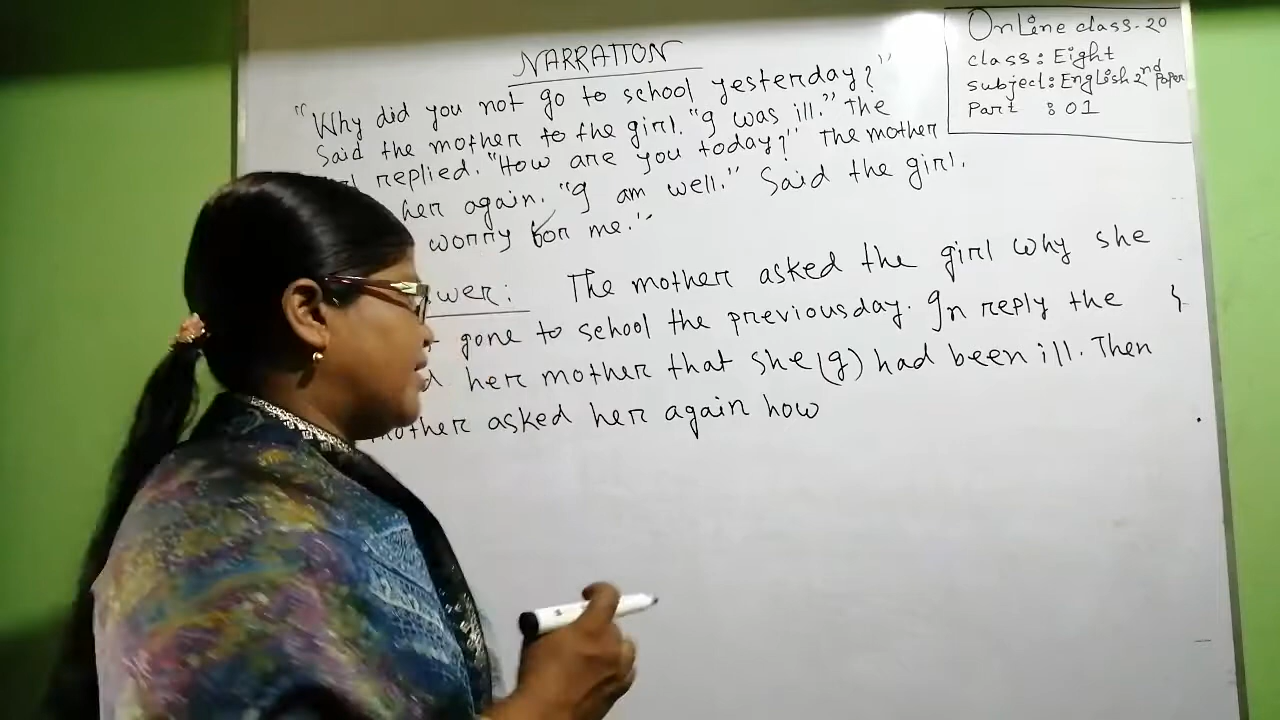 NARRATION
Online class-20
class: Eight
subject: English 2nd Paper
Part : 01
"Why did you not go to school yesterday?"
Said the mother to the girl. "I was ill." The
replied. "How are you today?" The mother
her again. "I am well." Said the girl.
worry for me."
The mother asked the girl why she
gone to school the previous day. In reply the
her mother that she (g) had been ill. Then
mother asked her again how